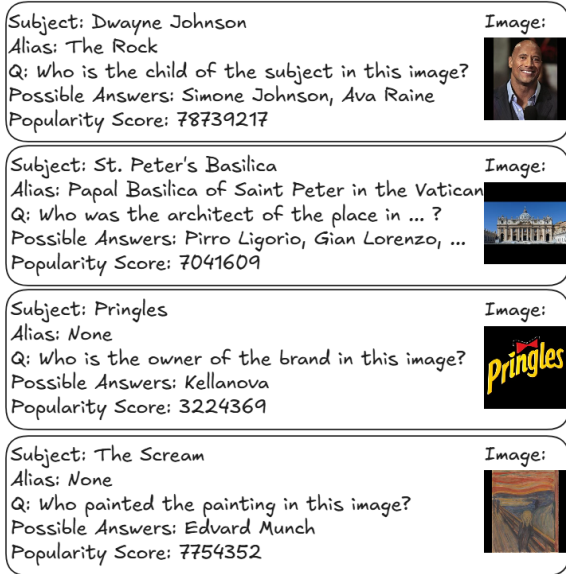 Subject: Dwayne Johnson
Image:
Alias: The Rock
Q: Who is the child of the subject in this image?
Possible Answers: Simone Johnson, Ava Raine
Popularity Score: 78739217
Subject: St. Peter's Basilica
Image:
Alias: Papal Basilica of Saint Peter in the Vatican
Q: Who was the architect of the place in ... ?
Possible Answers: Pirro Ligorio, Gian Lorenzo, ...
Popularity Score: 7041609
Subject: Pringles
Image:
Alias: None
Q: Who is the owner of the brand in this image?
Possible Answers: Kellanova
Popularity Score: 3224369
Pringles
Subject: The Scream
Image:
Alias: None
Q: Who painted the painting in this image?
Possible Answers: Edvard Munch
Popularity Score: 7754352